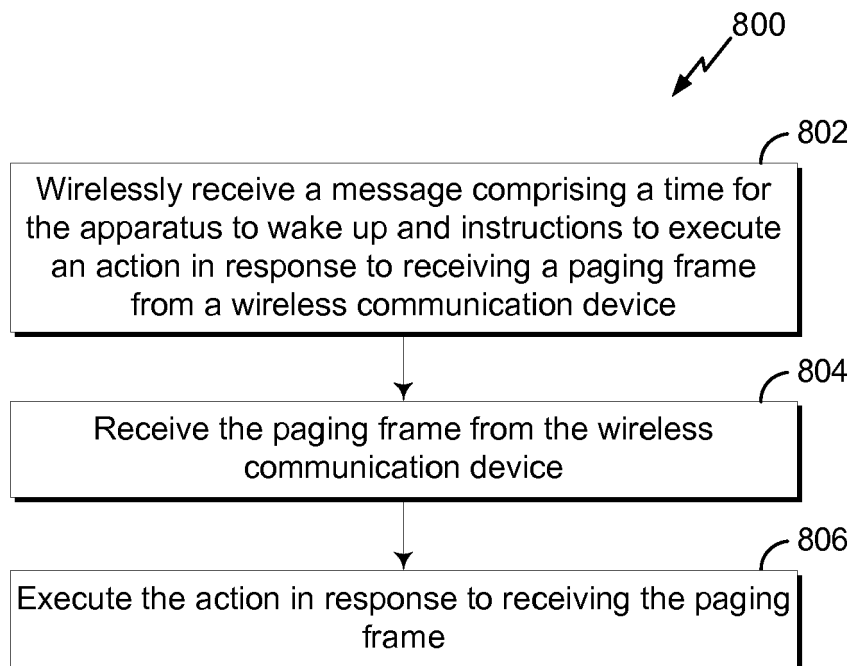 800
802
Wirelessly receive a message comprising a time for
the apparatus to wake up and instructions to execute
an action in response to receiving a paging frame
from a wireless communication device
804
Receive the paging frame from the wireless
communication device
806
Execute the action in response to receiving the paging
frame